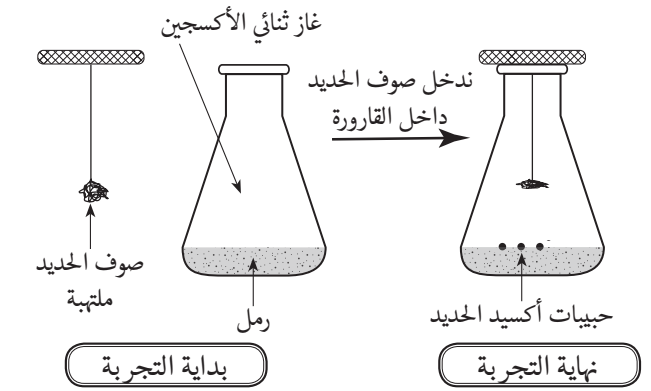 غاز ثنائي الأكسجين
ندخل صوف الحديد
داخل القارورة
صوف الحديد
ملتهبة
رمل
حبيبات أكسيد الحديد
بداية التجربة
نهاية التجربة